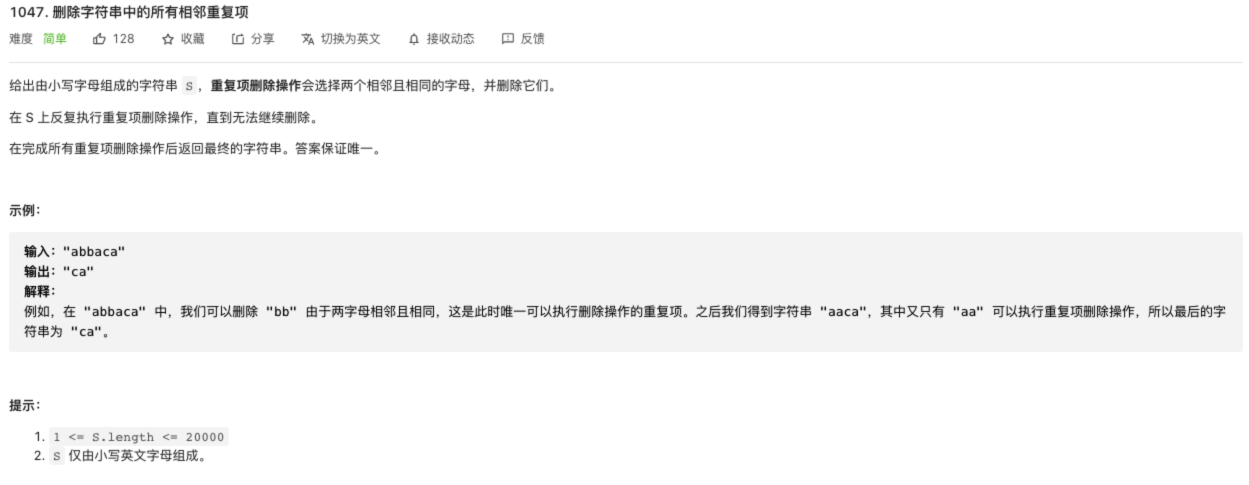 1047. 删除字符串中的所有相邻重复项
难度 简单 128 收藏 分享 切换为英文 接收动态 反馈
给出由小写字母组成的字符串 S，重复项删除操作会选择两个相邻且相同的字母，并删除它们。
在 S 上反复执行重复项删除操作，直到无法继续删除。
在完成所有重复项删除操作后返回最终的字符串。答案保证唯一。
示例：
输入："abbaca"
输出："ca"
解释：
例如，在 "abbaca" 中，我们可以删除 "bb" 由于两字母相邻且相同，这是此时唯一可以执行删除操作的重复项。之后我们得到字符串 "aaca"，其中又只有 "aa" 可以执行重复项删除操作，所以最后的字
符串为 "ca"。
提示：
1. 1 <= S.length <= 20000
2. S 仅由小写英文字母组成。